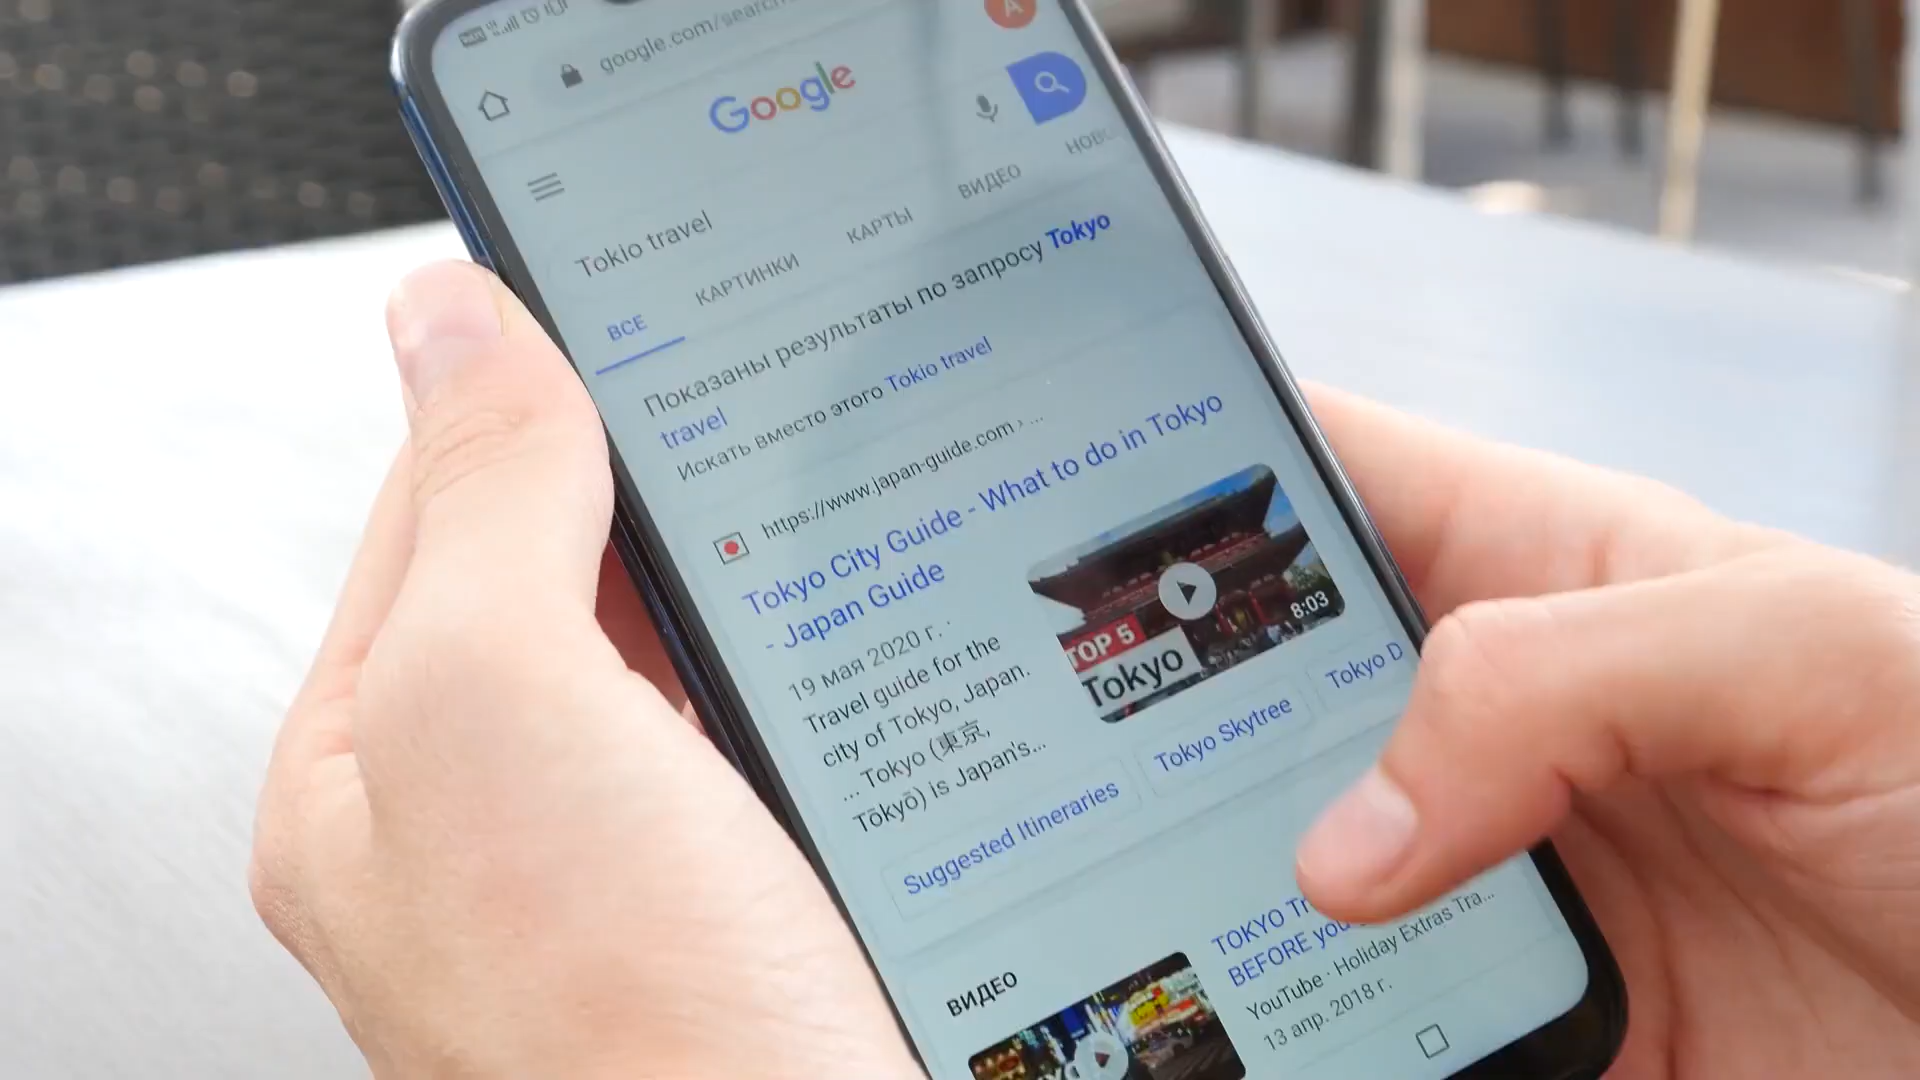 google.com/search
A
Google
Tokio travel
ВСЕ
КАРТИНКИ
КАРТЫ
ВИДЕО
Показаны результаты по запросу Tokyo
travel
Искать вместо этого Tokio travel
https://www.japan-guide.com › ...
Tokyo City Guide - What to do in Tokyo
- Japan Guide
19 мая 2020 г. ·
Travel guide for the
city of Tokyo, Japan.
... Tokyo (東京,
Tōkyō) is Japan's...
TOP 5
Tokyo
8:03
Suggested Itineraries
Tokyo Skytree
Tokyo D
ВИДЕО
TOKYO
BEFORE
YouTube · Holiday Extras Tra...
13 апр. 2018 г.